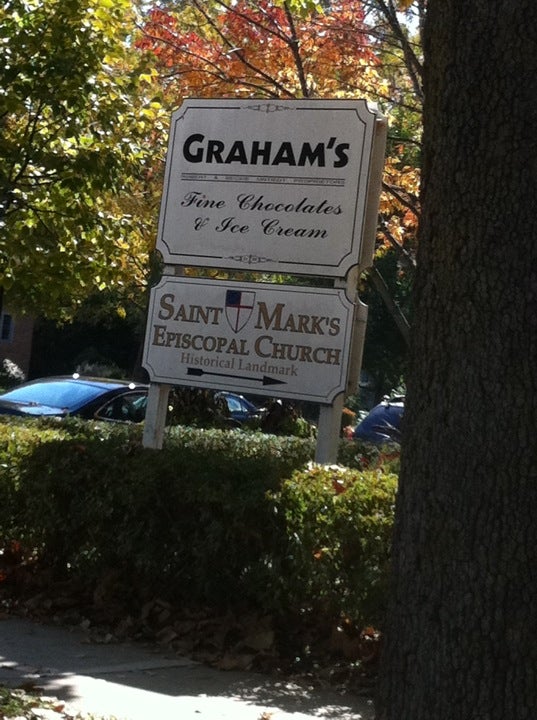 GRAHAM'S
Fine Chocolates
& Ice Cream
SAINT MARK'S
EPISCOPAL CHURCH
Historical Landmark